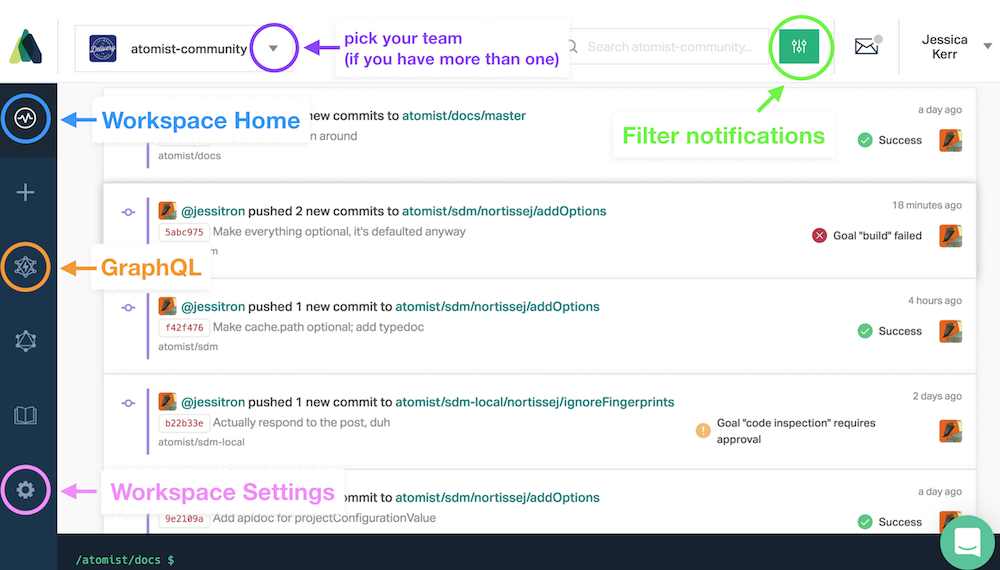 Delivery
atomist-community
pick your team
(if you have more than one)
Search atomist-community...
Jessica
Kerr
Workspace Home
new commits to atomist/docs/master
n around
atomist/docs
a day ago
Success
Filter notifications
@jessitron pushed 2 new commits to atomist/sdm/nortissej/addOptions
5abc975 Make everything optional, it's defaulted anyway
m
18 minutes ago
Goal "build" failed
GraphQL
@jessitron pushed 1 new commit to atomist/sdm/nortissej/addOptions
f42f476 Make cache.path optional; add typedoc
atomist/sdm
4 hours ago
Success
@jessitron pushed 1 new commit to atomist/sdm-local/nortissej/ignoreFingerprints
b22b33e Actually respond to the post, duh
atomist/sdm-local
2 days ago
Goal "code inspection" requires
approval
Workspace Settings
commit to atomist/sdm/nortissej/addOptions
9e2109a Add apidoc for projectConfigurationValue
a day ago
Success
/atomist/docs $